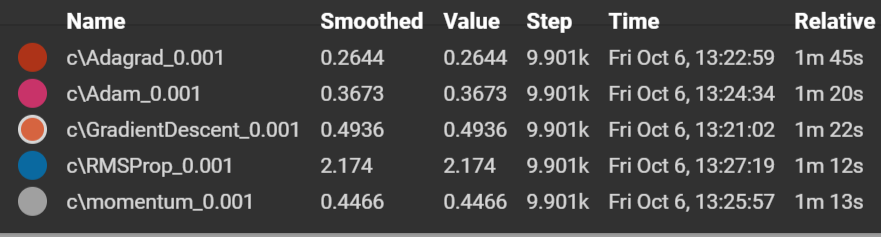 Name Smoothed Value Step Time Relative
c\Adagrad_0.001 0.2644 0.2644 9.901k Fri Oct 6, 13:22:59 1m 45s
c\Adam_0.001 0.3673 0.3673 9.901k Fri Oct 6, 13:24:34 1m 20s
c\GradientDescent_0.001 0.4936 0.4936 9.901k Fri Oct 6, 13:21:02 1m 22s
c\RMSProp_0.001 2.174 2.174 9.901k Fri Oct 6, 13:27:19 1m 12s
c\momentum_0.001 0.4466 0.4466 9.901k Fri Oct 6, 13:25:57 1m 13s